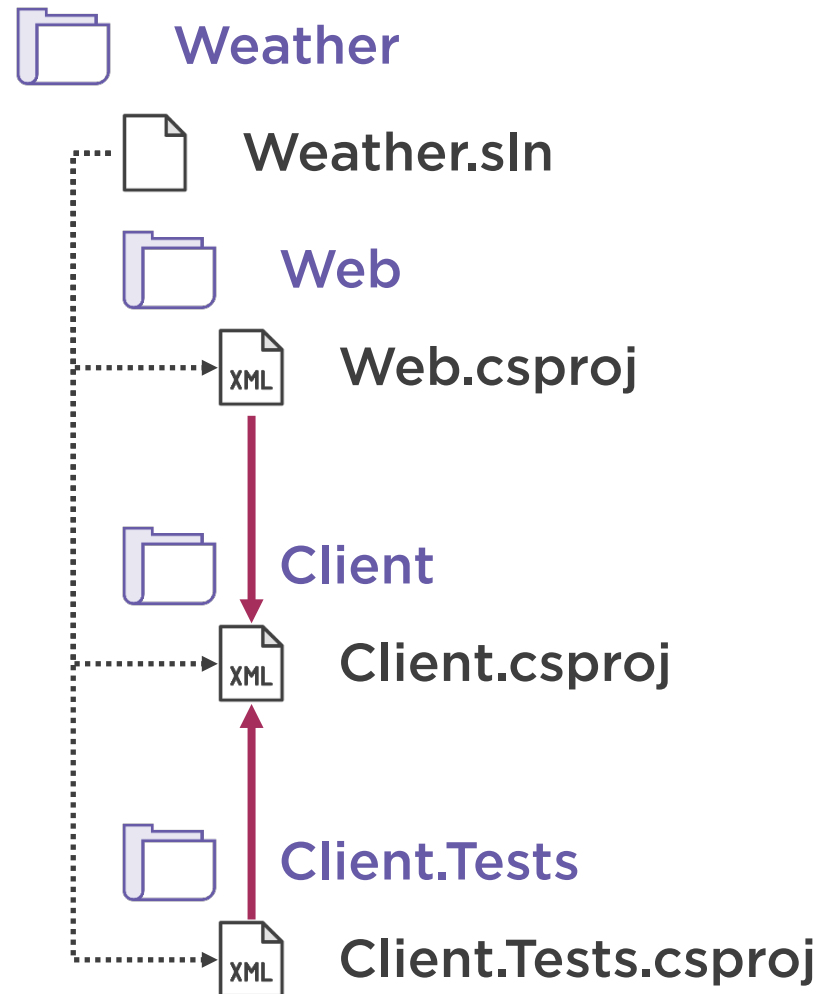 Weather
Weather.sln
Web
XML Web.csproj
Client
XML Client.csproj
Client.Tests
XML Client.Tests.csproj